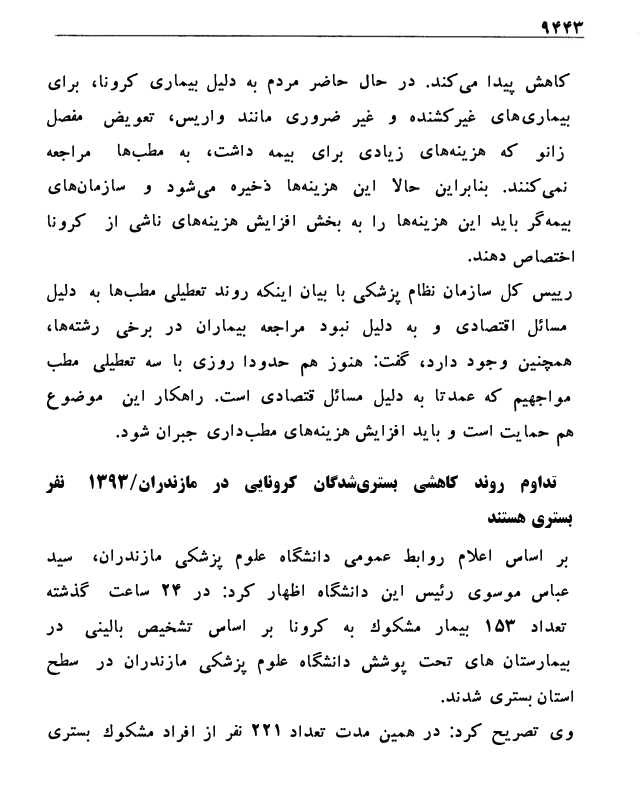 ۹۴۴۳
کاهش پیدا می‌کند. در حال حاضر مردم به دلیل بیماری کرونا، برای
بیماری‌های غیرکشنده و غیر ضروری مانند واریس، تعویض مفصل
زانو که هزینه‌های زیادی برای بیمه داشت، به مطب‌ها مراجعه
نمی‌کنند. بنابراین حالا این هزینه‌ها ذخیره می‌شود و سازمان‌های
بیمه‌گر باید این هزینه‌ها را به بخش افزایش هزینه‌های ناشی از کرونا
اختصاص دهند.
رییس کل سازمان نظام پزشکی با بیان اینکه روند تعطیلی مطب‌ها به دلیل
مسائل اقتصادی و به دلیل نبود مراجعه بیماران در برخی رشته‌ها،
همچنین وجود دارد، گفت: هنوز هم حدودا روزی با سه تعطیلی مطب
مواجهیم که عمدتا به دلیل مسائل قتصادی است. راهکار این موضوع
هم حمایت است و باید افزایش هزینه‌های مطب‌داری جبران شود.
تداوم روند کاهشی بستری‌شدگان کرونایی در مازندران/۱۳۹۳ نفر
بستری هستند
بر اساس اعلام روابط عمومی دانشگاه علوم پزشکی مازندران، سید
عباس موسوی رئیس این دانشگاه اظهار کرد: در ۲۴ ساعت گذشته
تعداد ۱۵۳ بیمار مشکوك به کرونا بر اساس تشخیص بالینی در
بیمارستان های تحت پوشش دانشگاه علوم پزشکی مازندران در سطح
استان بستری شدند.
وی تصریح کرد: در همین مدت تعداد ۲۲۱ نفر از افراد مشکوك بستری